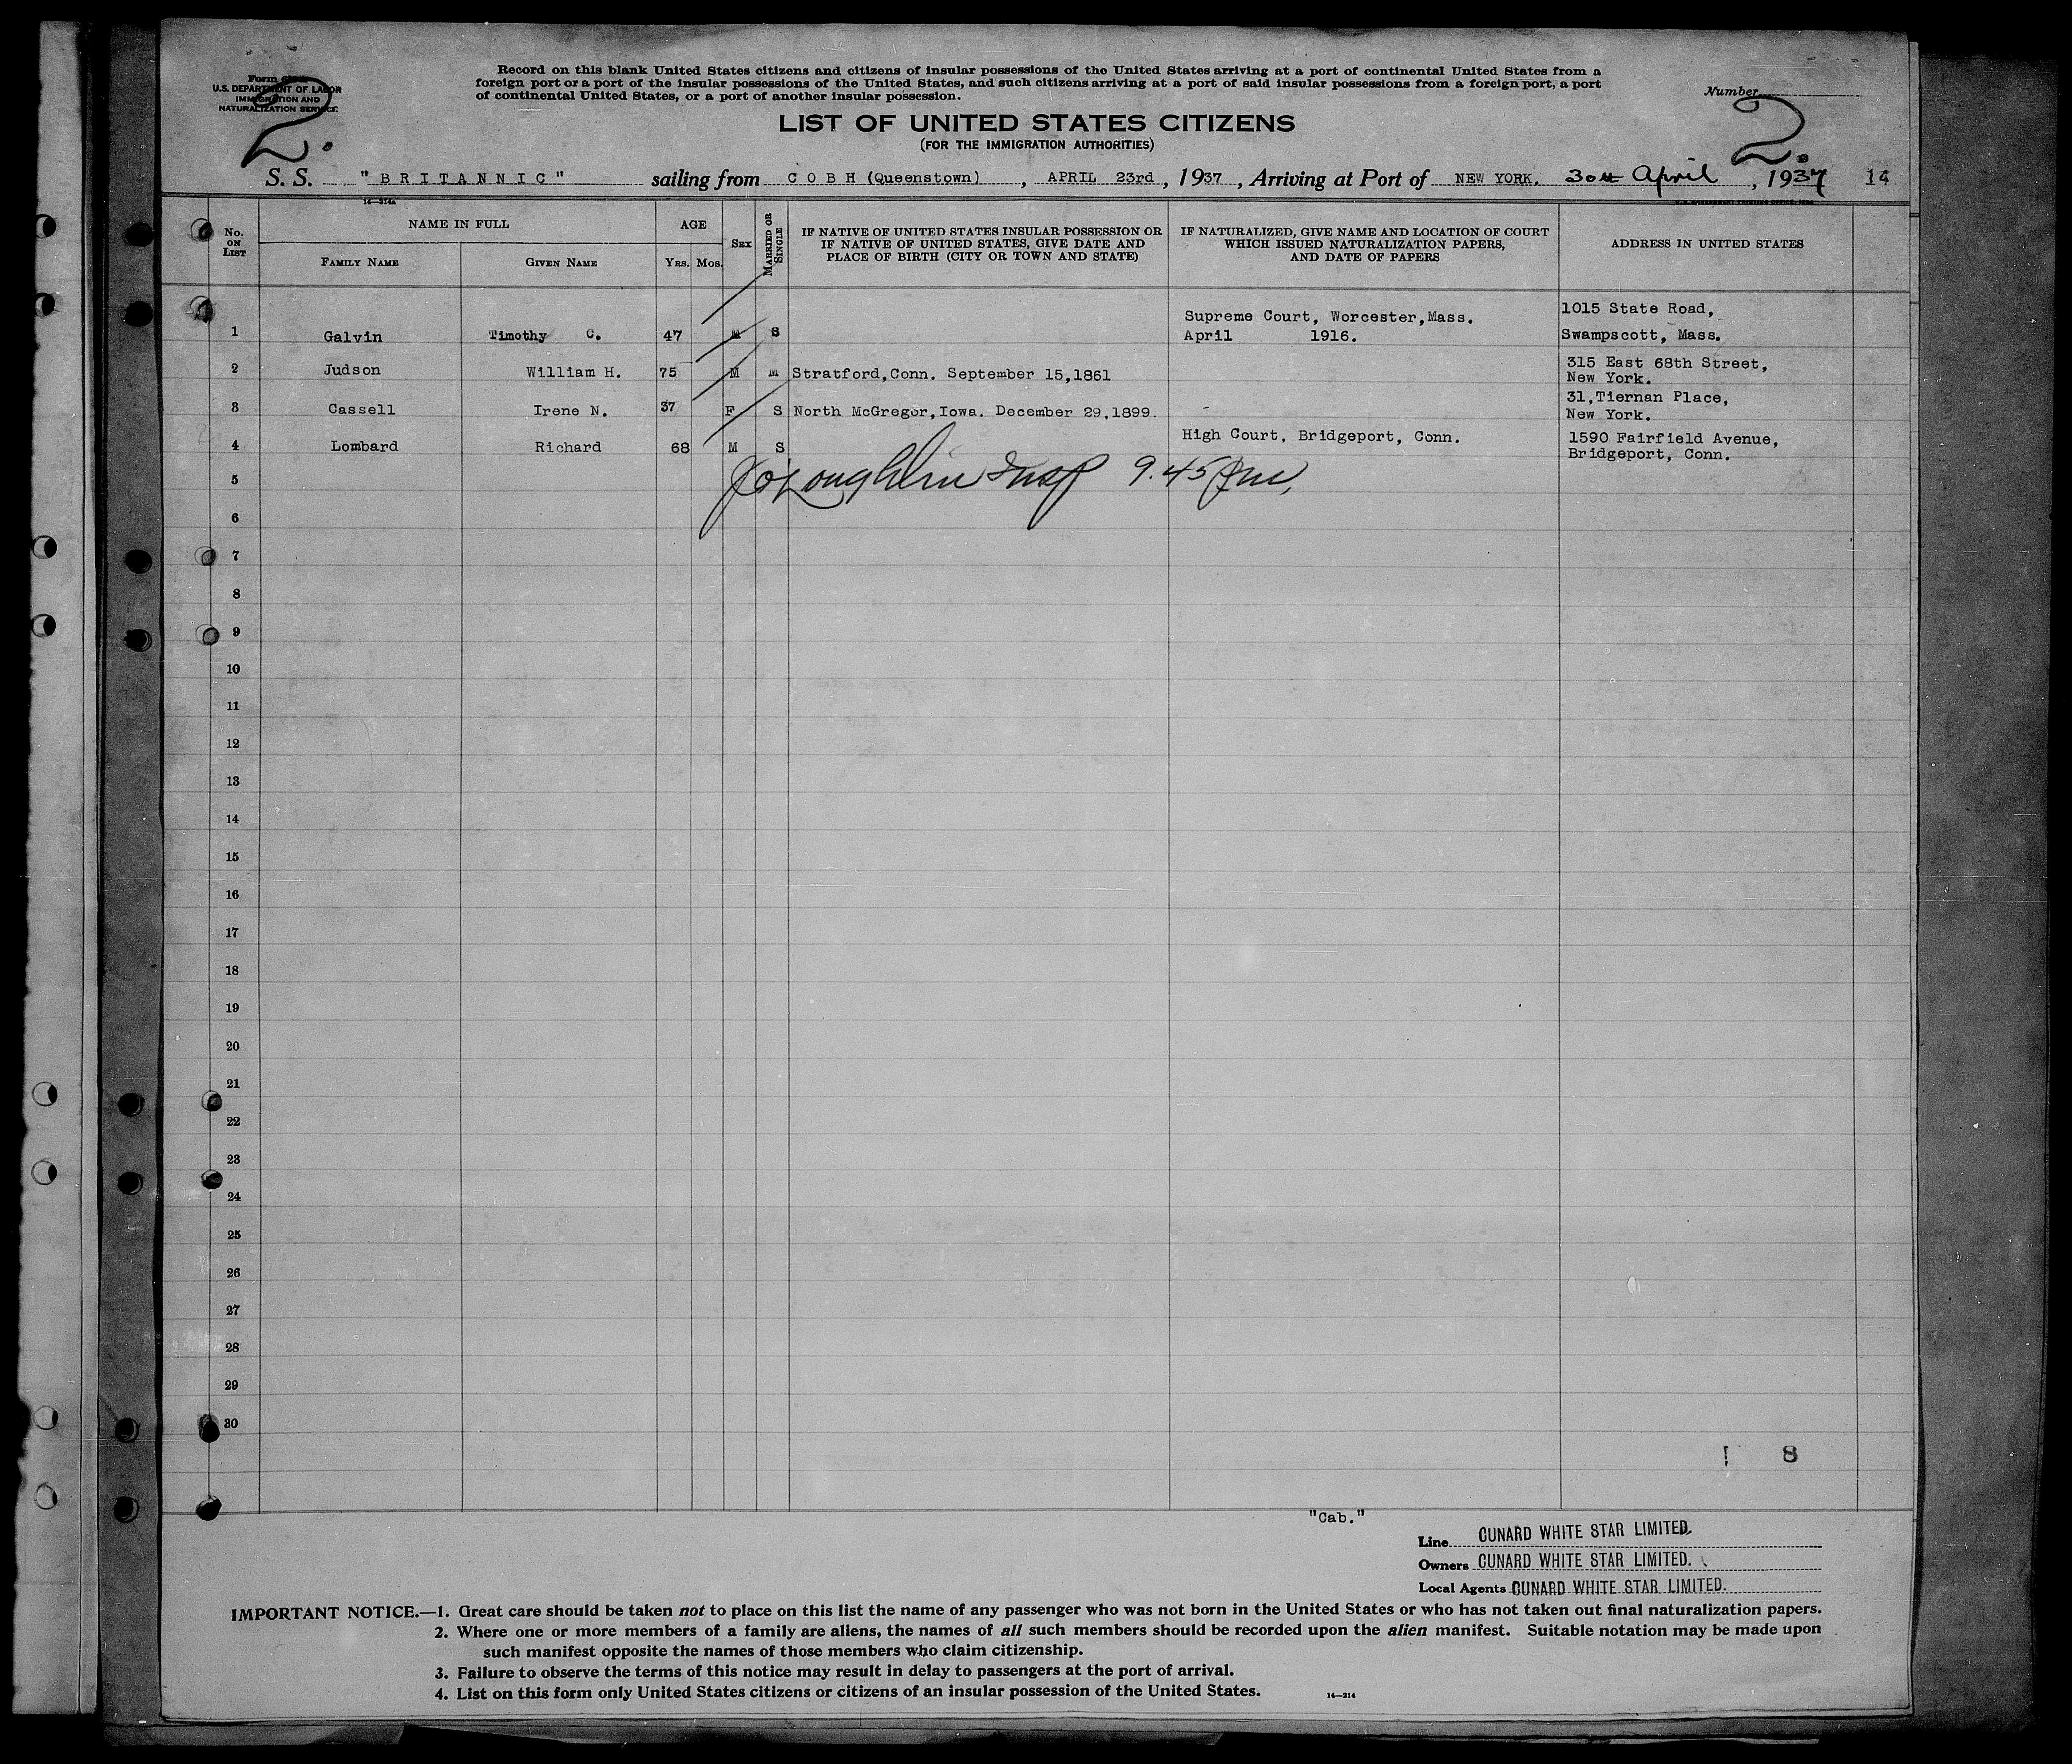 Form
U.S. DEPARTMENT OF LABOR
IMMIGRATION AND
NATURALIZATION SERVICE
2.
Record on this blank United States citizens and citizens of insular possessions of the United States arriving at a port of continental United States from a
foreign port or a port of the insular possessions of the United States, and such citizens arriving at a port of said insular possessions from a foreign port, a port
of continental United States, or a port of another insular possession.
Number
2.
LIST OF UNITED STATES CITIZENS
(FOR THE IMMIGRATION AUTHORITIES)
S. S. "BRITANNIC" sailing from COBH (Queenstown), APRIL 23rd, 1937, Arriving at Port of NEW YORK. 30th April, 1937 14
14—214a
No. ON LIST
NAME IN FULL
FAMILY NAME GIVEN NAME
AGE
YRS. MOS.
SEX
MARRIED OR SINGLE
IF NATIVE OF UNITED STATES INSULAR POSSESSION OR
IF NATIVE OF UNITED STATES, GIVE DATE AND
PLACE OF BIRTH (CITY OR TOWN AND STATE)
IF NATURALIZED, GIVE NAME AND LOCATION OF COURT
WHICH ISSUED NATURALIZATION PAPERS,
AND DATE OF PAPERS
ADDRESS IN UNITED STATES
1 Galvin Timothy C. 47 M S Supreme Court, Worcester,Mass.
April 1916.
1015 State Road,
Swampscott, Mass.
2 Judson William H. 75 M M Stratford,Conn. September 15,1861
315 East 68th Street,
New York.
3 Cassell Irene N. 37 F S North McGregor,Iowa. December 29,1899. -
31,Tiernan Place,
New York.
4 Lombard Richard 68 M S High Court, Bridgeport, Conn.
1590 Fairfield Avenue,
Bridgeport, Conn.
J O'Loughlin Insp 9.45
5
6
7
8
9
10
11
12
13
14
15
16
17
18
19
20
21
22
23
24
25
26
27
28
29
30
8
"Cab."
Line CUNARD WHITE STAR LIMITED.
Owners CUNARD WHITE STAR LIMITED.
Local Agents CUNARD WHITE STAR LIMITED.
IMPORTANT NOTICE.—1. Great care should be taken not to place on this list the name of any passenger who was not born in the United States or who has not taken out final naturalization papers.
2. Where one or more members of a family are aliens, the names of all such members should be recorded upon the alien manifest. Suitable notation may be made upon
such manifest opposite the names of those members who claim citizenship.
3. Failure to observe the terms of this notice may result in delay to passengers at the port of arrival.
4. List on this form only United States citizens or citizens of an insular possession of the United States.
14—214